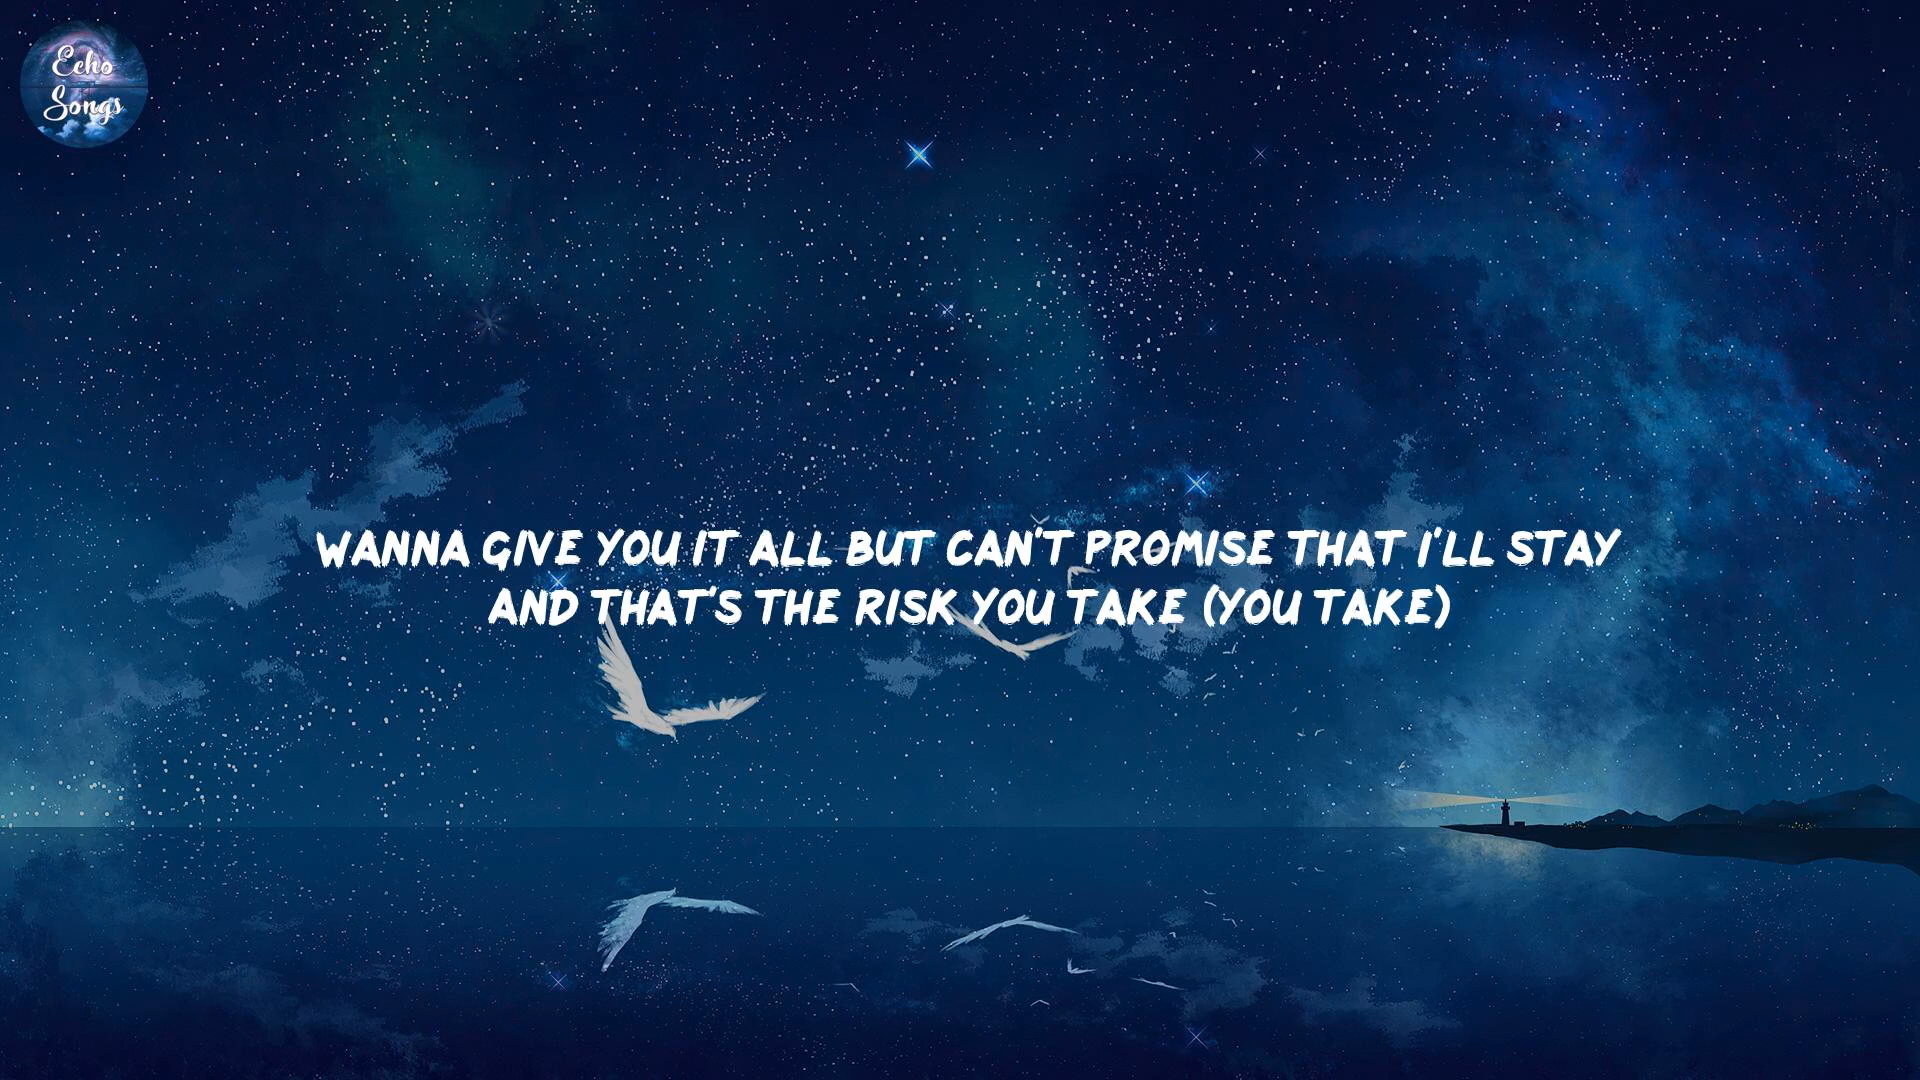 Echo
Songs
WANNA GIVE YOU IT ALL BUT CAN'T PROMISE THAT I'LL STAY
AND THAT'S THE RISK YOU TAKE (YOU TAKE)